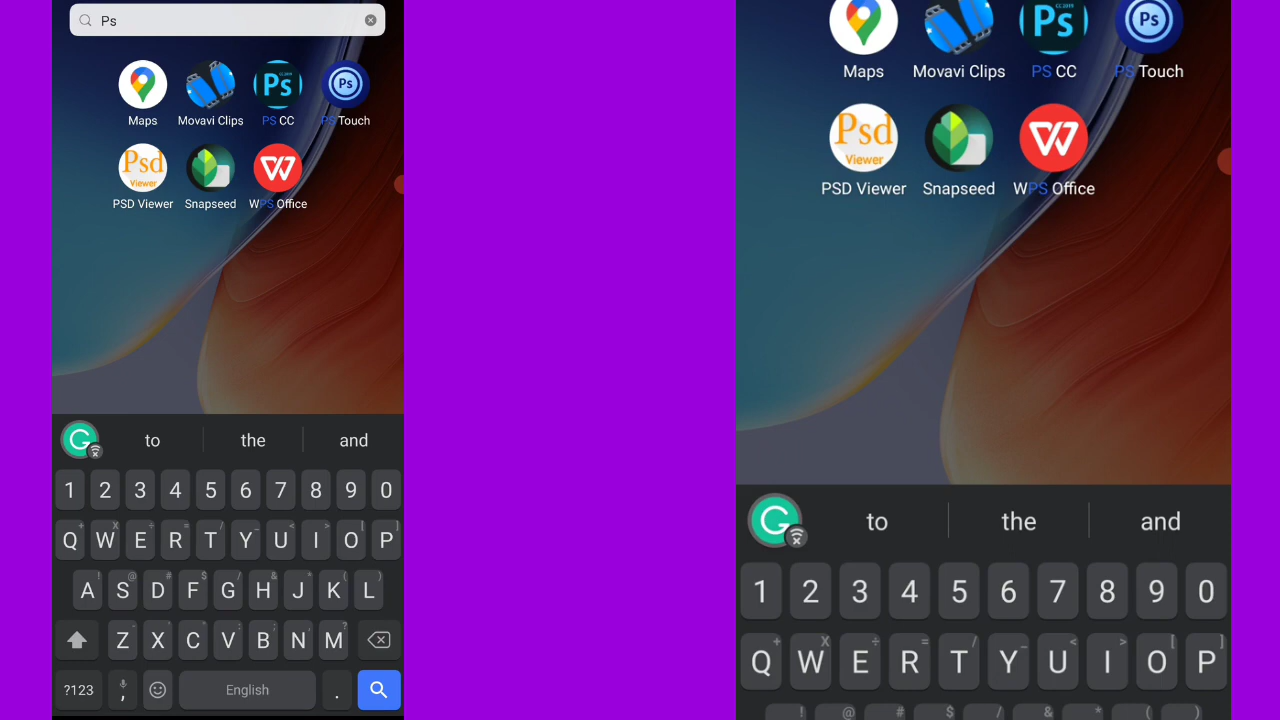 Ps
Maps Movavi Clips PS CC PS Touch
PSD Viewer Snapseed WPS Office
to the and
1 2 3 4 5 6 7 8 9 0
Q W E R T Y U I O P
A S D F G H J K L
Z X C V B N M
?123 , English .
Maps Movavi Clips PS CC PS Touch
PSD Viewer Snapseed WPS Office
to the and
1 2 3 4 5 6 7 8 9 0
Q W E R T Y U I O P